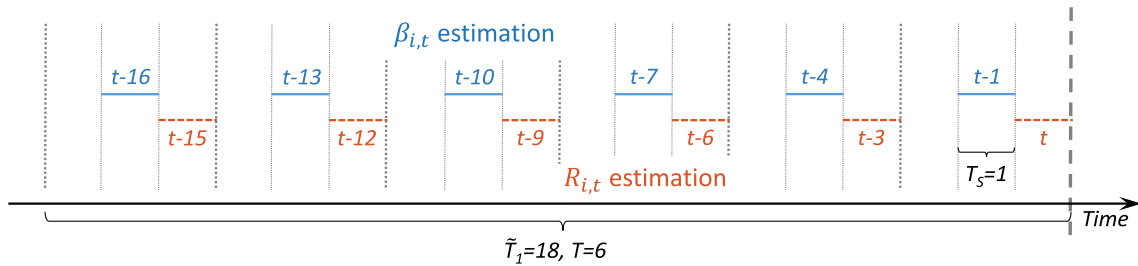 β_{i,t} estimation
t-16 t-13 t-10 t-7 t-4 t-1
t-15 t-12 t-9 t-6 t-3 t
R_{i,t} estimation
T_S=1
Time
T̃_1=18, T=6